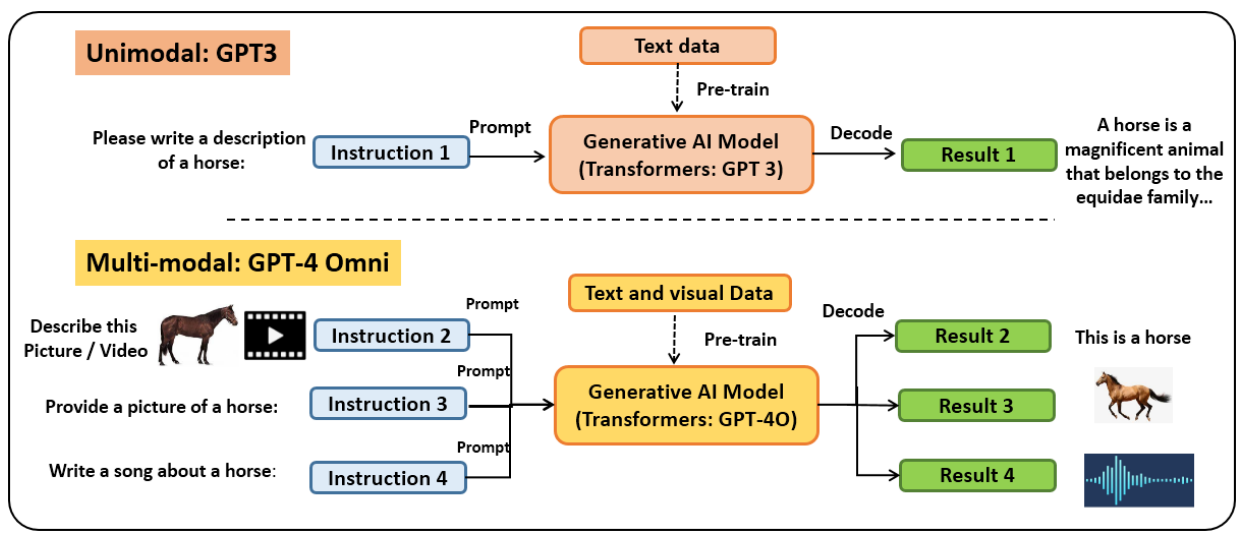 Unimodal: GPT3
Text data
Pre-train
Please write a description
of a horse:
Instruction 1
Prompt
Generative AI Model
(Transformers: GPT 3)
Decode
Result 1
A horse is a
magnificent animal
that belongs to the
equidae family...
Multi-modal: GPT-4 Omni
Text and visual Data
Pre-train
Describe this
Picture / Video
Instruction 2
Prompt
Provide a picture of a horse:
Instruction 3
Prompt
Write a song about a horse:
Instruction 4
Prompt
Generative AI Model
(Transformers: GPT-4O)
Decode
Result 2
This is a horse
Result 3
Result 4